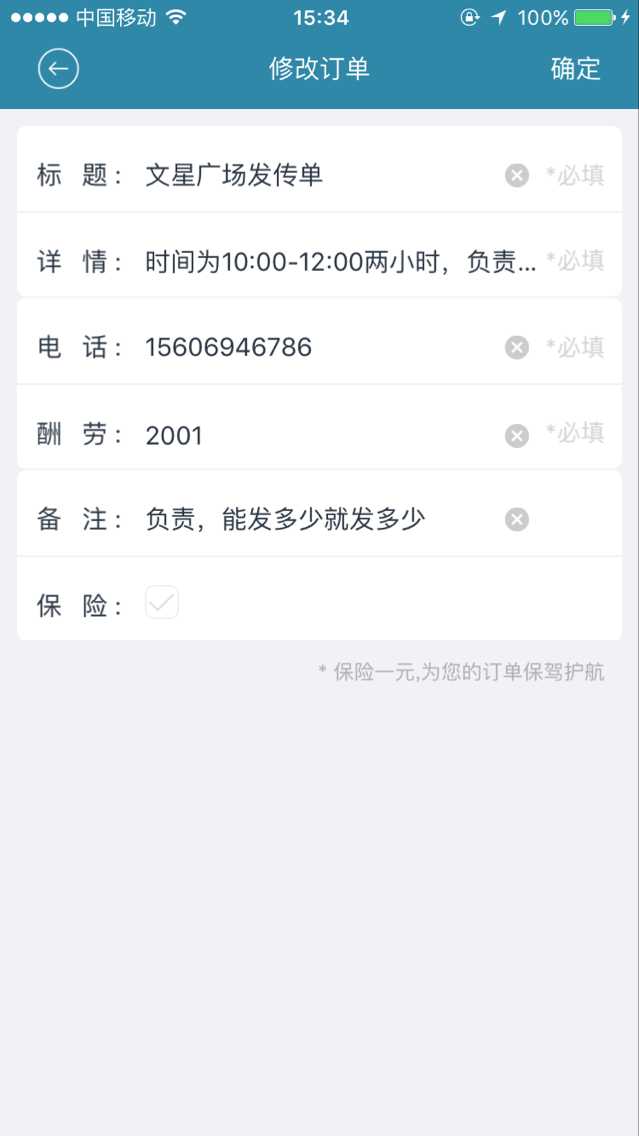 中国移动 15:34 100%
修改订单 确定
标 题： 文星广场发传单 *必填
详 情： 时间为10:00-12:00两小时，负责... *必填
电 话： 15606946786 *必填
酬 劳： 2001 *必填
备 注： 负责，能发多少就发多少
保 险：
* 保险一元,为您的订单保驾护航